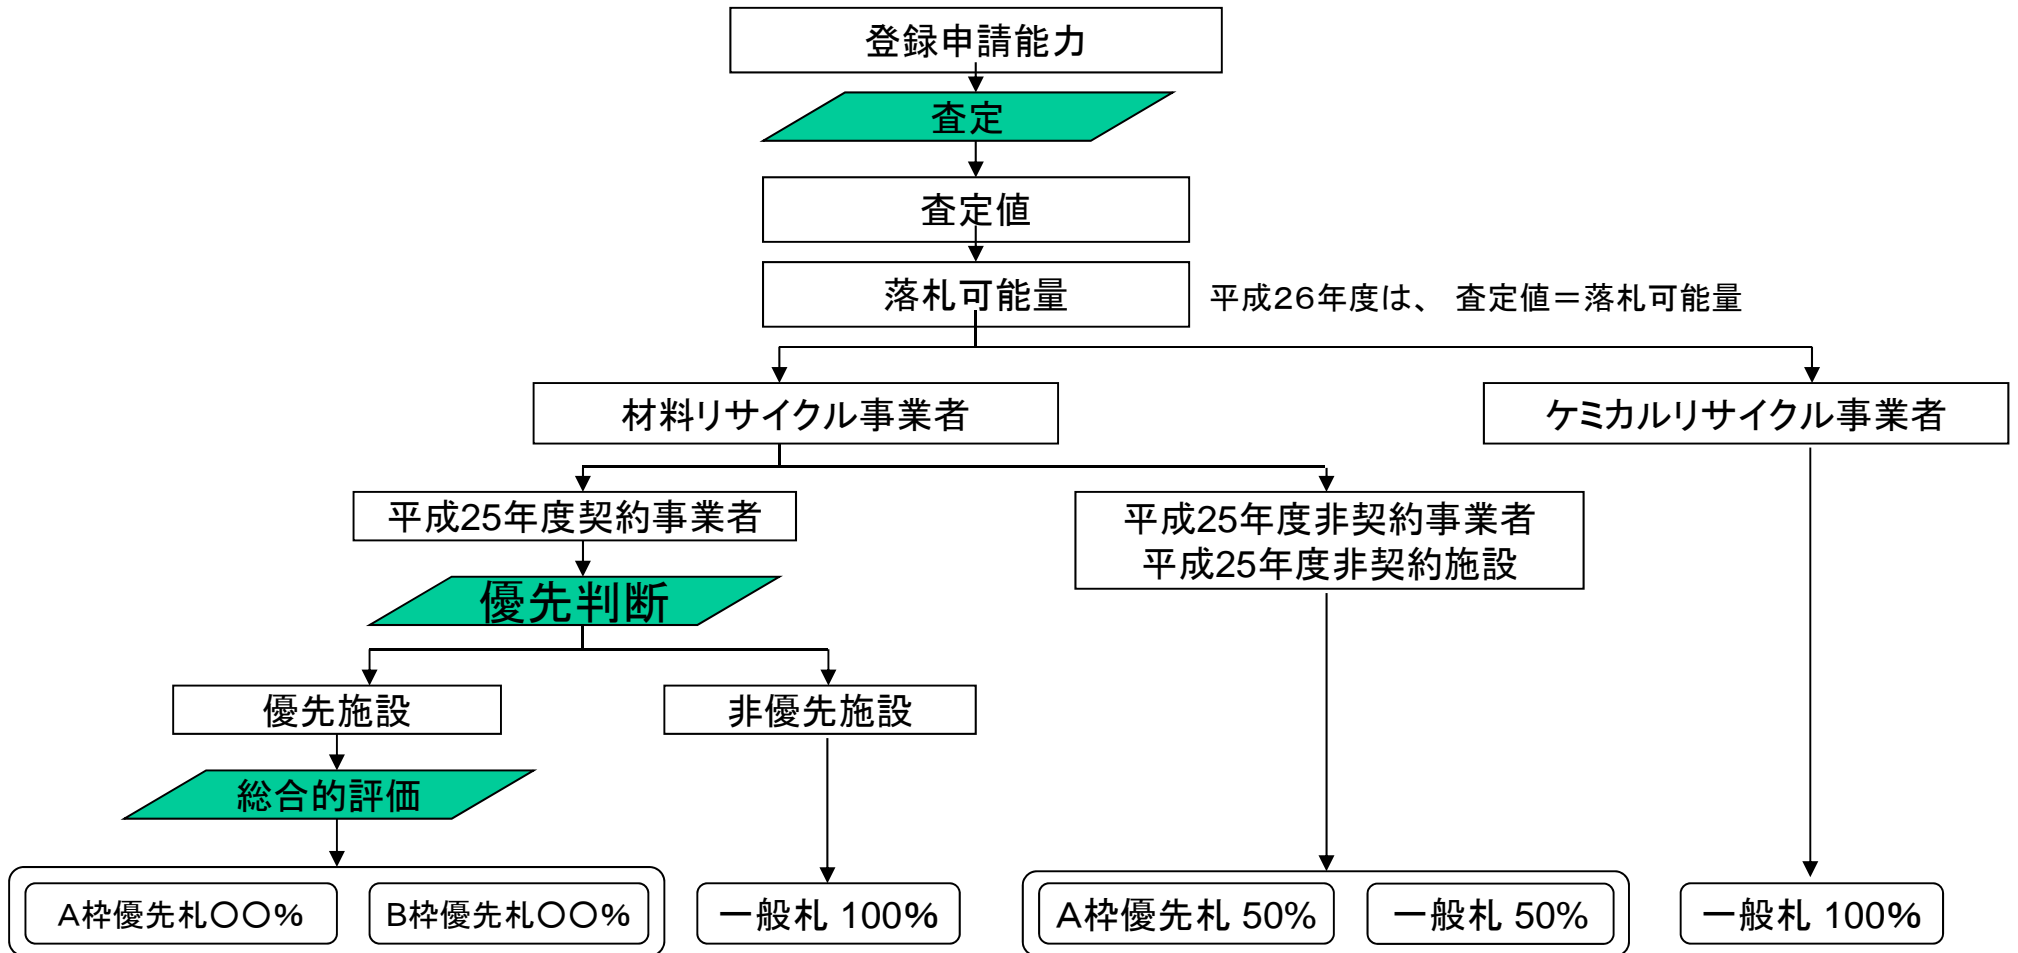 登録申請能力
査定
査定値
落札可能量
平成26年度は、 査定値＝落札可能量
材料リサイクル事業者
ケミカルリサイクル事業者
平成25年度契約事業者
平成25年度非契約事業者
平成25年度非契約施設
優先判断
優先施設
非優先施設
総合的評価
A枠優先札〇〇%
B枠優先札〇〇%
一般札 100%
A枠優先札 50%
一般札 50%
一般札 100%